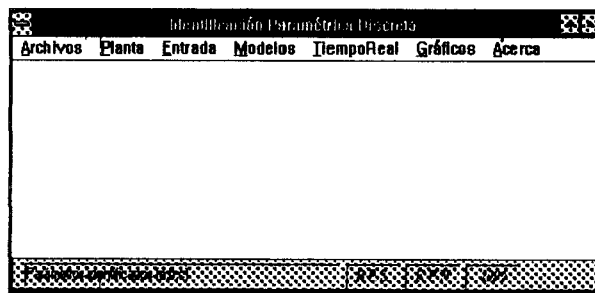 Identificación Paramétrica Discreta
Archivos Planta Entrada Modelos TiempoReal Gráficos Acerca